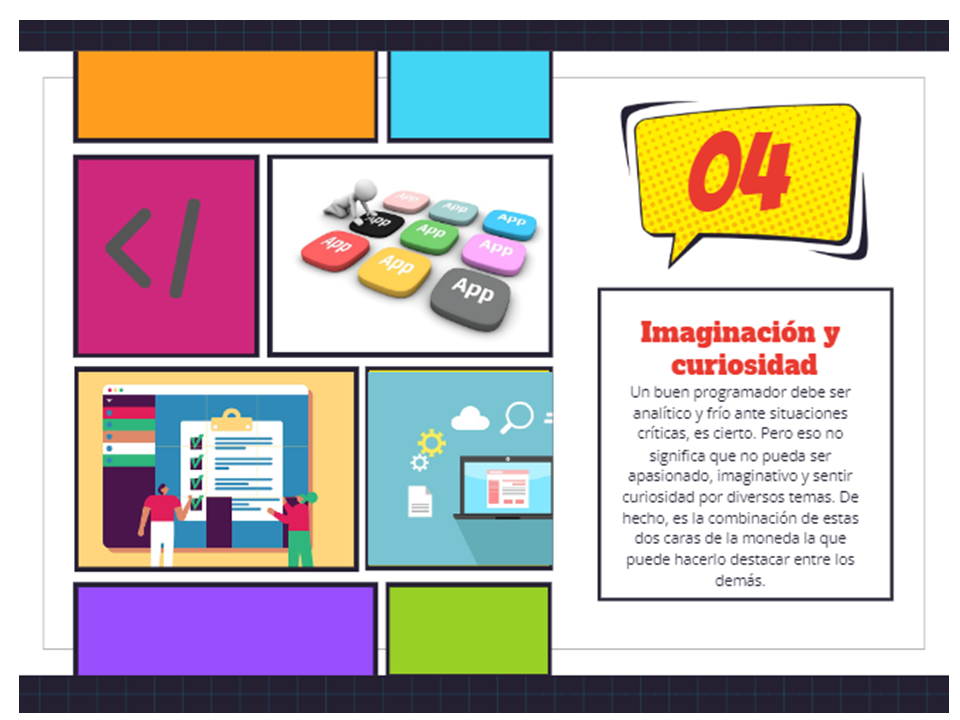 04
App
App
App
App
App
App
App
App
App
Imaginación y
curiosidad
Un buen programador debe ser
analítico y frío ante situaciones
críticas, es cierto. Pero eso no
significa que no pueda ser
apasionado, imaginativo y sentir
curiosidad por diversos temas. De
hecho, es la combinación de estas
dos caras de la moneda la que
puede hacerlo destacar entre los
demás.